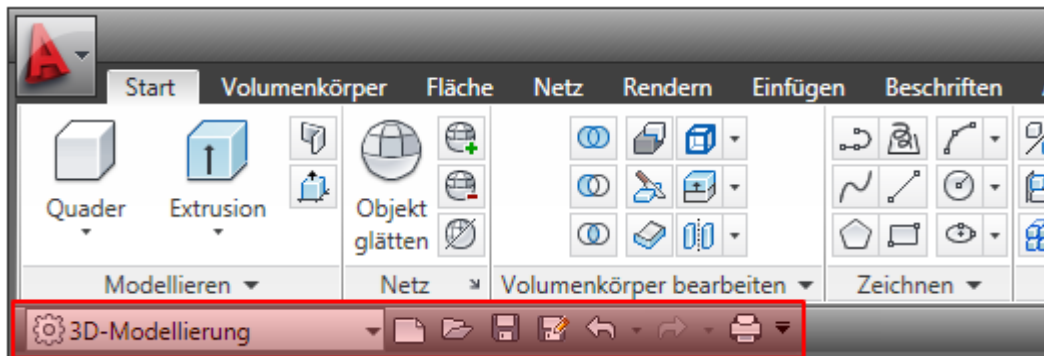 Start Volumenkörper Fläche Netz Rendern Einfügen Beschriften
Quader Extrusion Objekt glätten
Modellieren Netz Volumenkörper bearbeiten Zeichnen
3D-Modellierung